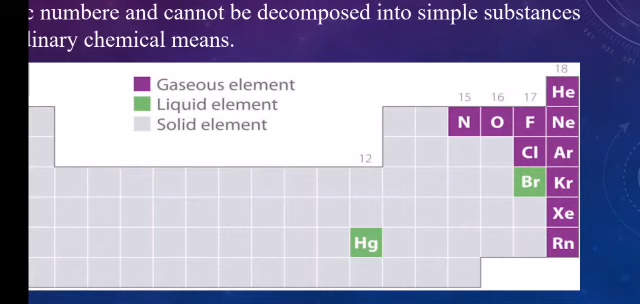 c numbere and cannot be decomposed into simple substances
dinary chemical means.
18
Gaseous element
He
Liquid element
15 16 17
Solid element
N O F Ne
12
Cl Ar
Br Kr
Xe
Hg Rn